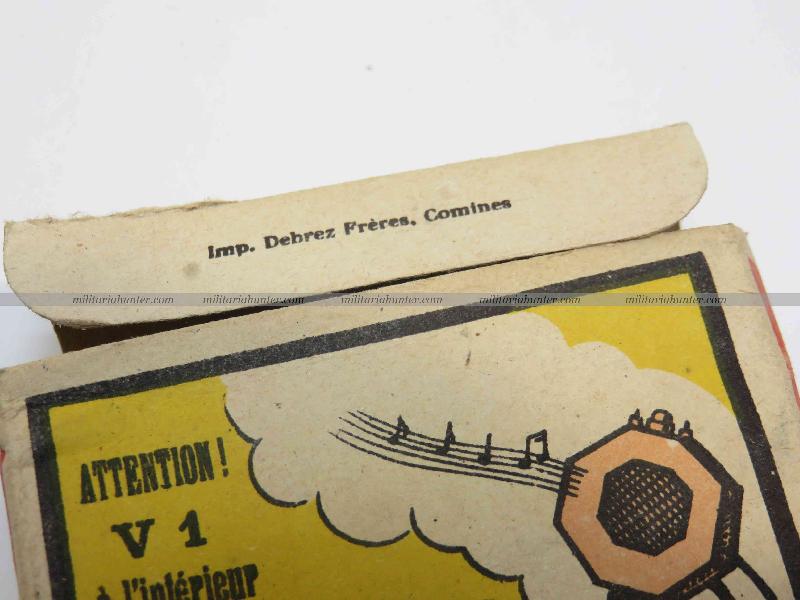 Imp. Debrez Frères, Comines
militariahunter.com militariahunter.com militariahunter.com militariahunter.com militariahunter.com
ATTENTION!
V 1
à l'intérieur